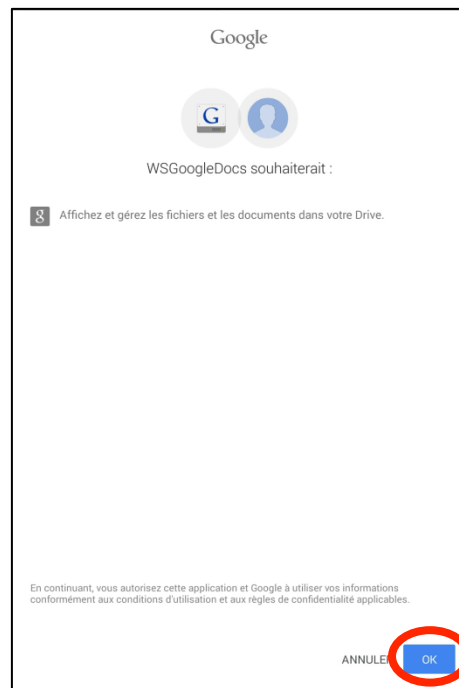 Google
G
WSGoogleDocs souhaiterait :
8 Affichez et gérez les fichiers et les documents dans votre Drive.
En continuant, vous autorisez cette application et Google à utiliser vos informations
conformément aux conditions d'utilisation et aux règles de confidentialité applicables.
ANNULER OK